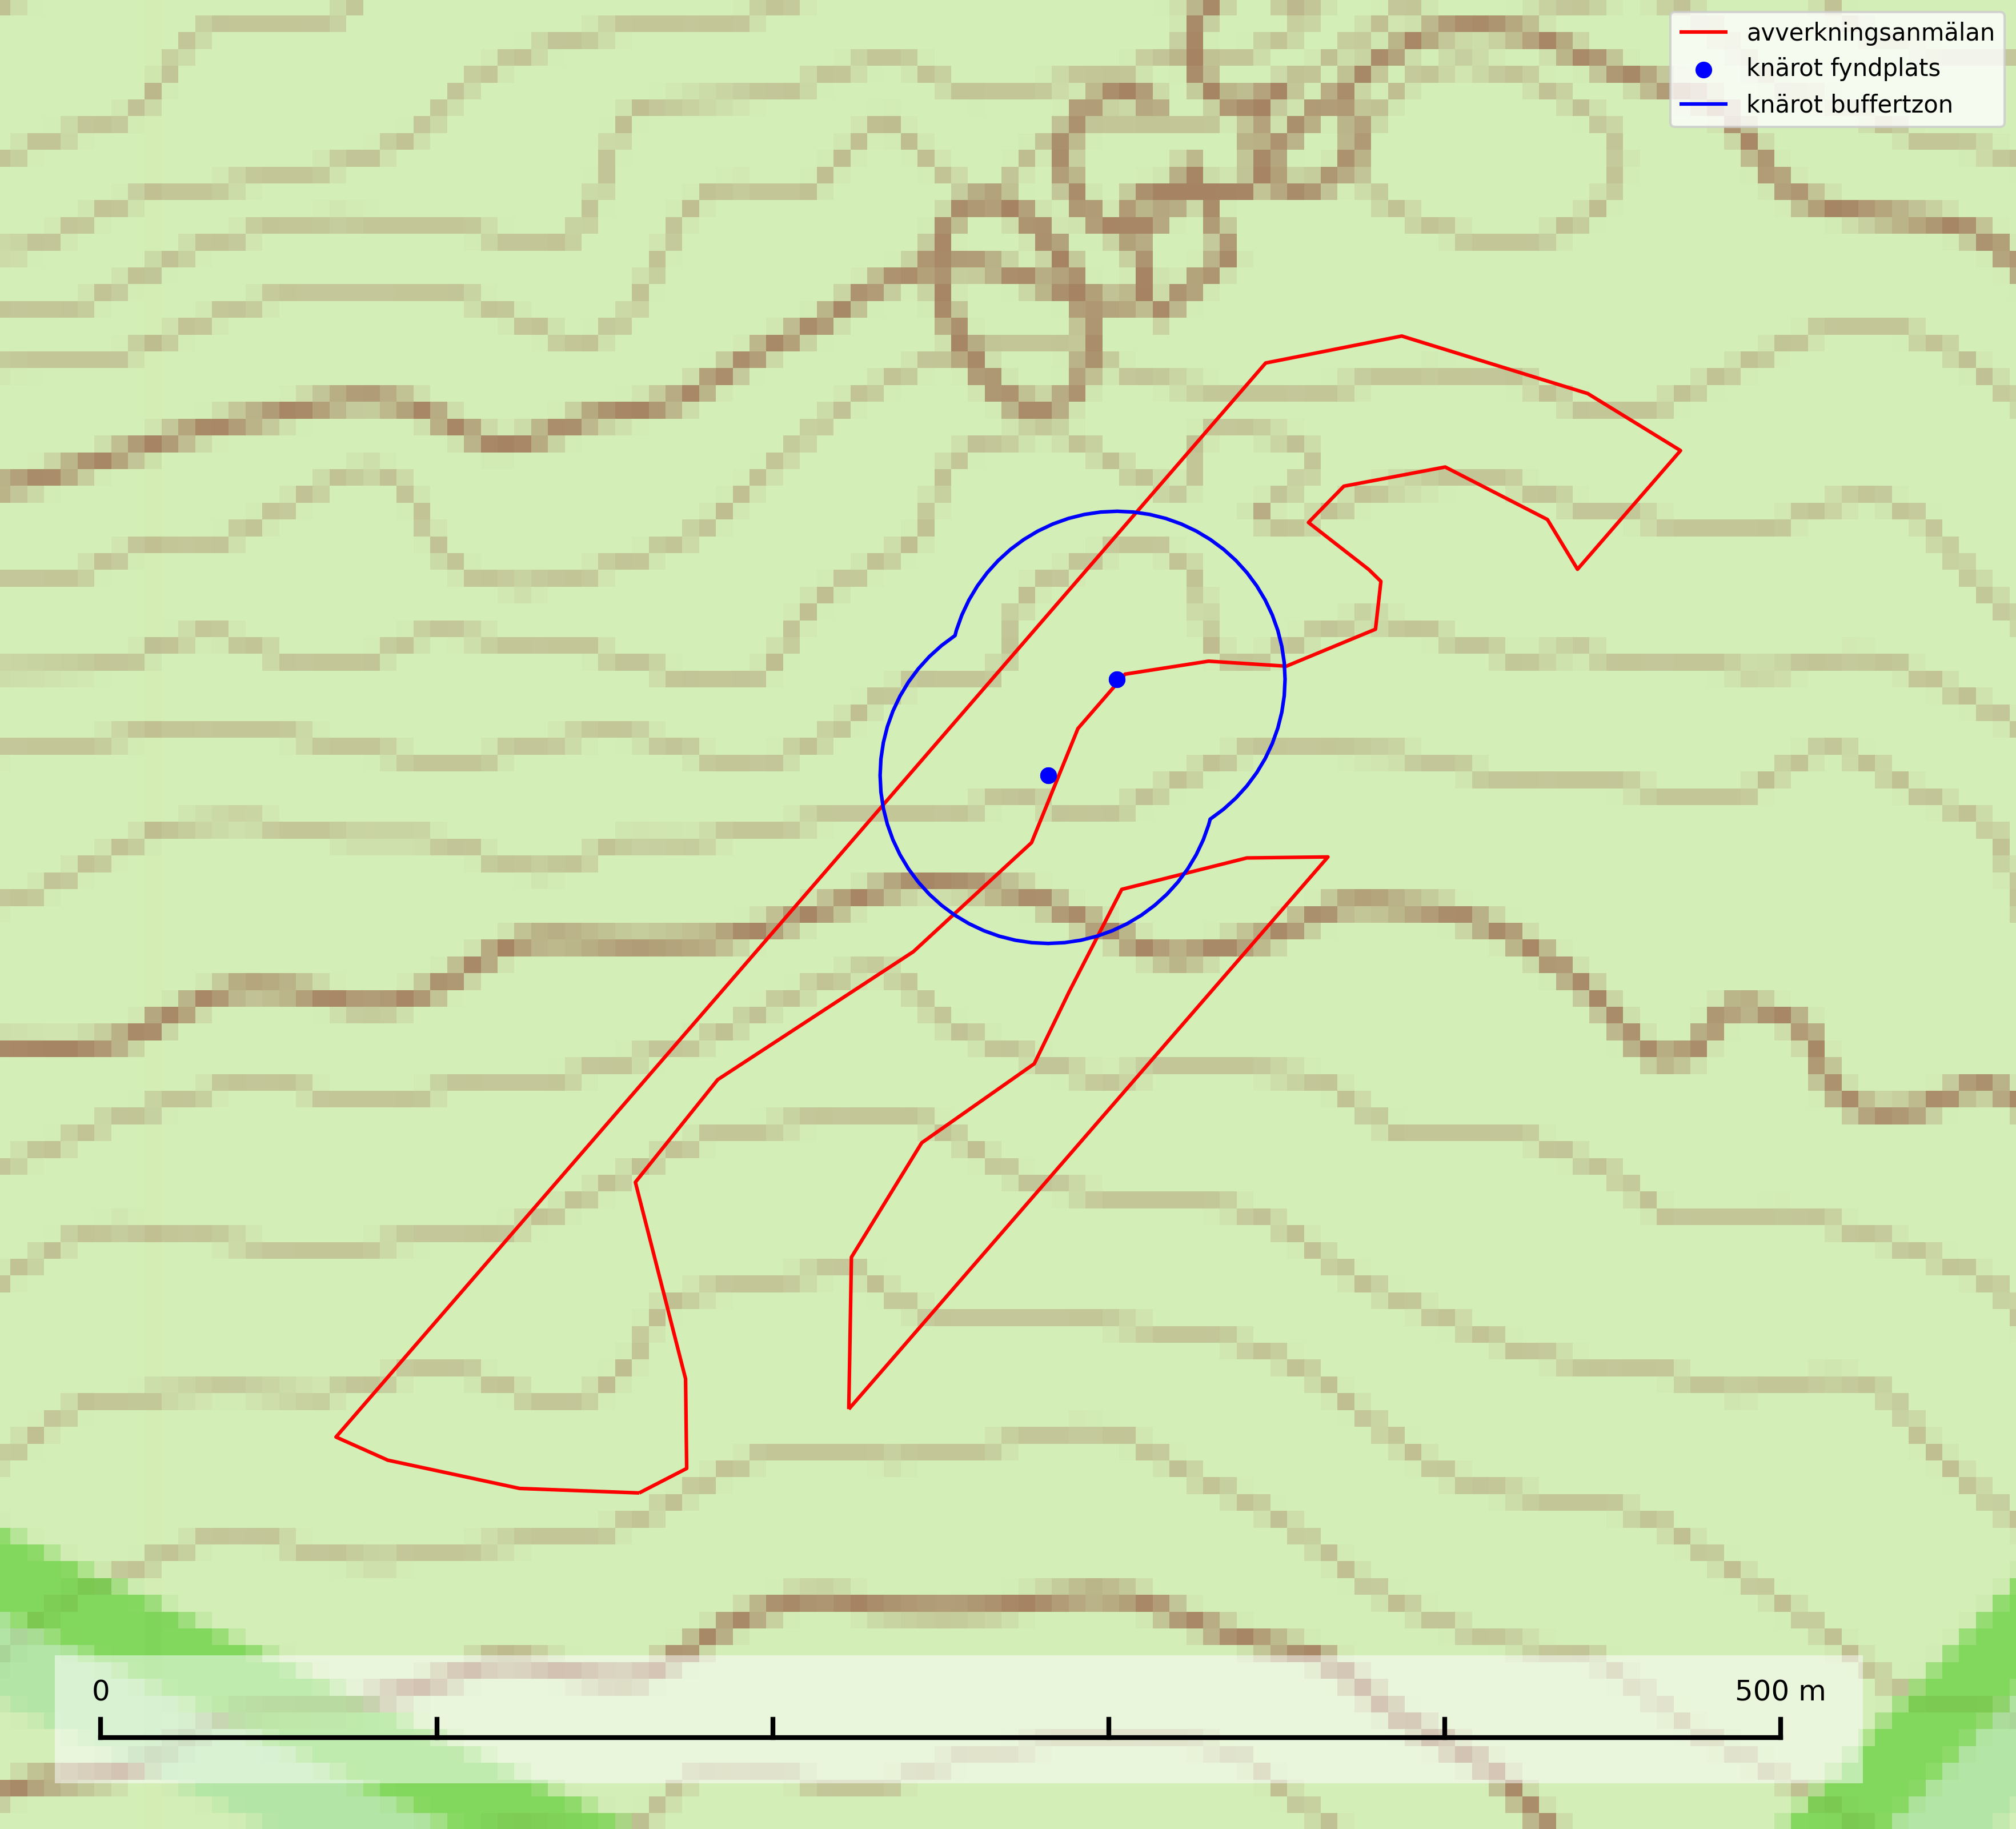 avverkningsanmälan
knärot fyndplats
knärot buffertzon
0
500 m